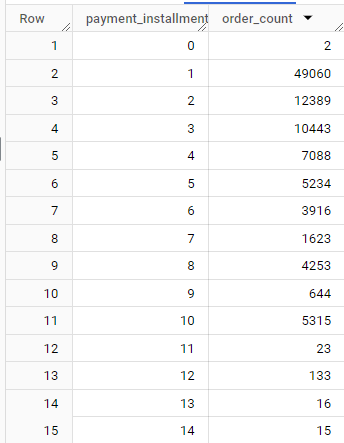 Row payment_installment order_count
1 0 2
2 1 49060
3 2 12389
4 3 10443
5 4 7088
6 5 5234
7 6 3916
8 7 1623
9 8 4253
10 9 644
11 10 5315
12 11 23
13 12 133
14 13 16
15 14 15